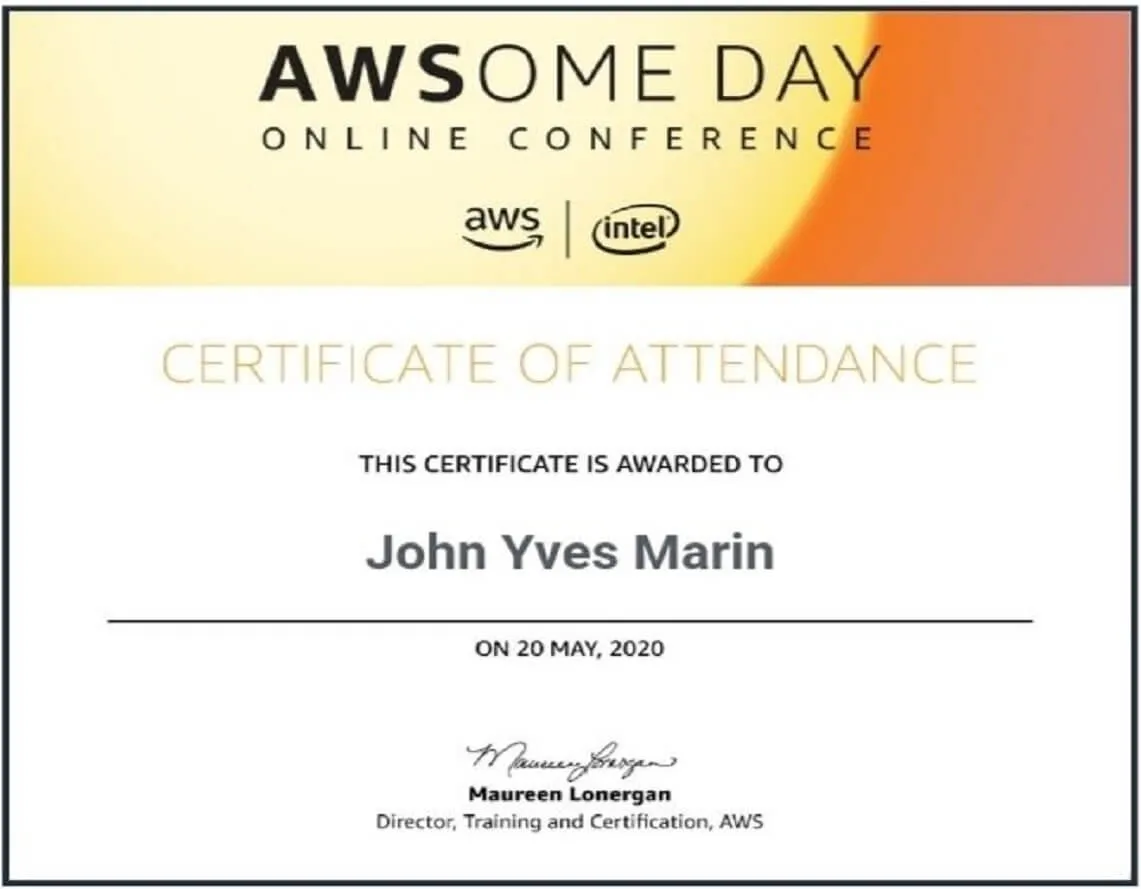 AWSOME DAY
ONLINE CONFERENCE
aws | intel
CERTIFICATE OF ATTENDANCE
THIS CERTIFICATE IS AWARDED TO
John Yves Marin
ON 20 MAY, 2020
Maureen Lonergan
Maureen Lonergan
Director, Training and Certification, AWS